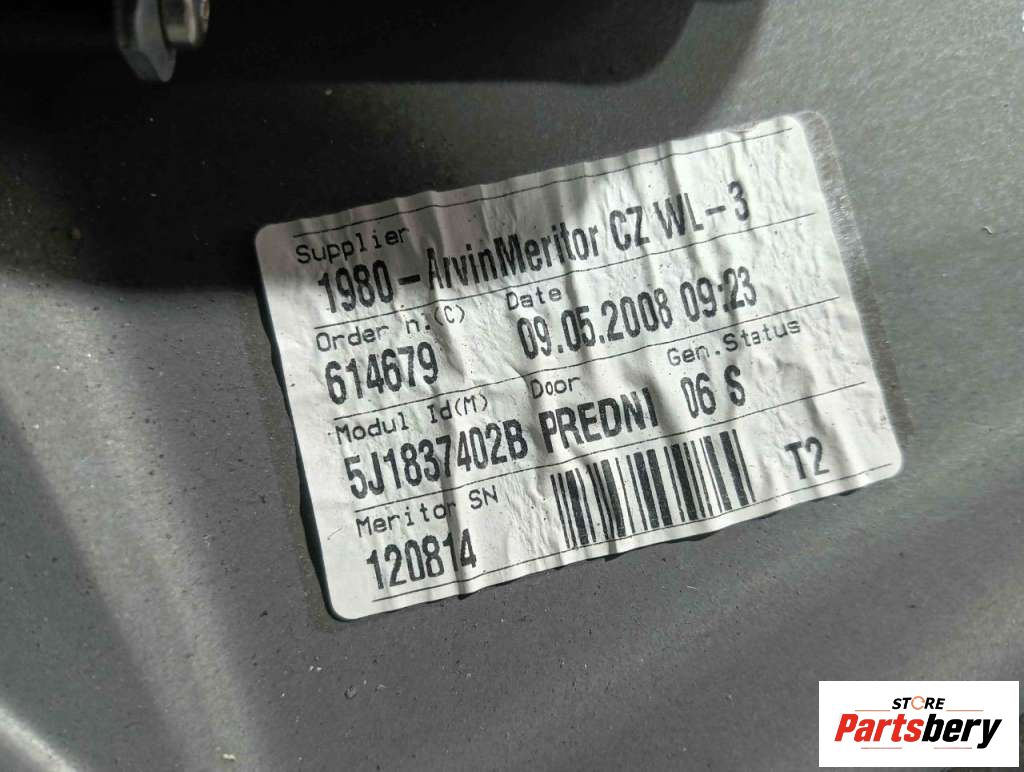 Supplier
1980-ArvinMeritor CZ WL-3
Order n.(C) Date
614679 09.05.2008 09:23
Modul Id(M) Door Gen.Status
5J1837402B PREDNI 06 S
Meritor SN
120814 T2
STORE
Partsbery